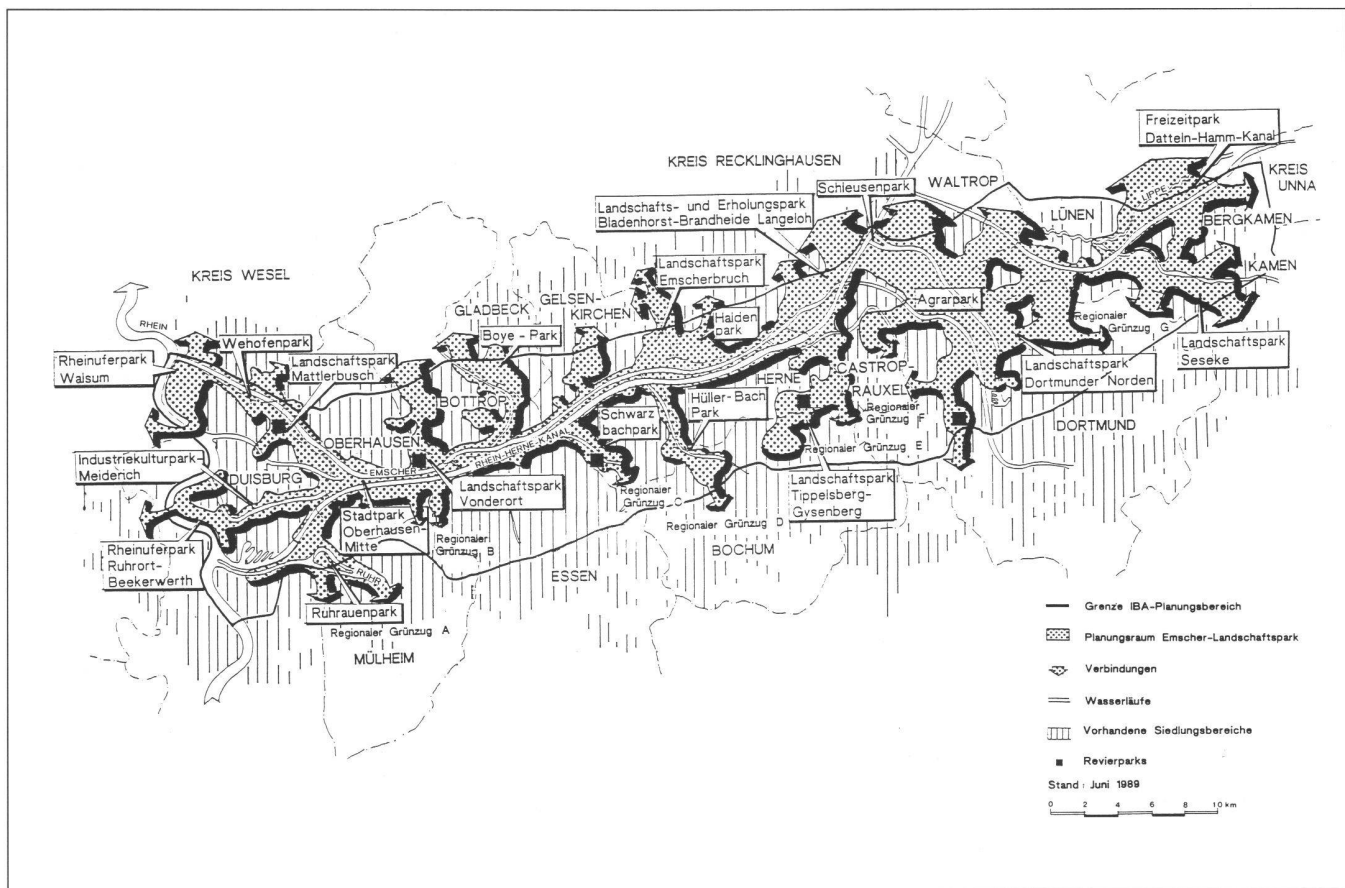 Freizeitpark
Datteln-Hamm-Kanal
KREIS RECKLINGHAUSEN
KREIS
UNNA
Schleusenpark
WALTROP
LIPPE
Landschafts- und Erholungspark
Bladenhorst-Brandheide Langeloh
LÜNEN
BERGKAMEN
KREIS WESEL
Landschaftspark
Emscherbruch
KAMEN
GELSEN-
KIRCHEN
GLADBECK
Halden
park
Agrarpark
RHEIN
Wehofenpark
Boye - Park
Regionaler
Grünzug G
Rheinuferpark
Walsum
Landschaftspark
Mattlerbusch
Landschaftspark
Seseke
HERNE
CASTROP-
RAUXEL
Landschaftspark
Dortmunder Norden
BOTTROP
Hüller-Bach
Park
Schwarz
bachpark
Regionaler
Grünzug F
DORTMUND
OBERHAUSEN
RHEIN-HERNE-KANAL
Regionaler
Grünzug E
Industriekulturpark-
Meiderich
EMSCHER
DUISBURG
Landschaftspark
Vonderort
Landschaftspark
Tippelsberg-
Gysenberg
Regionaler
Grünzug C
Stadtpark
Oberhausen-
Mitte
Regionaler Grünzug D
Regionaler
Grünzug B
Rheinuferpark
Ruhrort-
Beekerwerth
BOCHUM
ESSEN
RUHR
Ruhrauenpark
Regionaler Grünzug A
MÜLHEIM
Grenze IBA-Planungsbereich
Planungsraum Emscher-Landschaftspark
Verbindungen
Wasserläufe
Vorhandene Siedlungsbereiche
Revierparks
Stand: Juni 1989
0 2 4 6 8 10 km